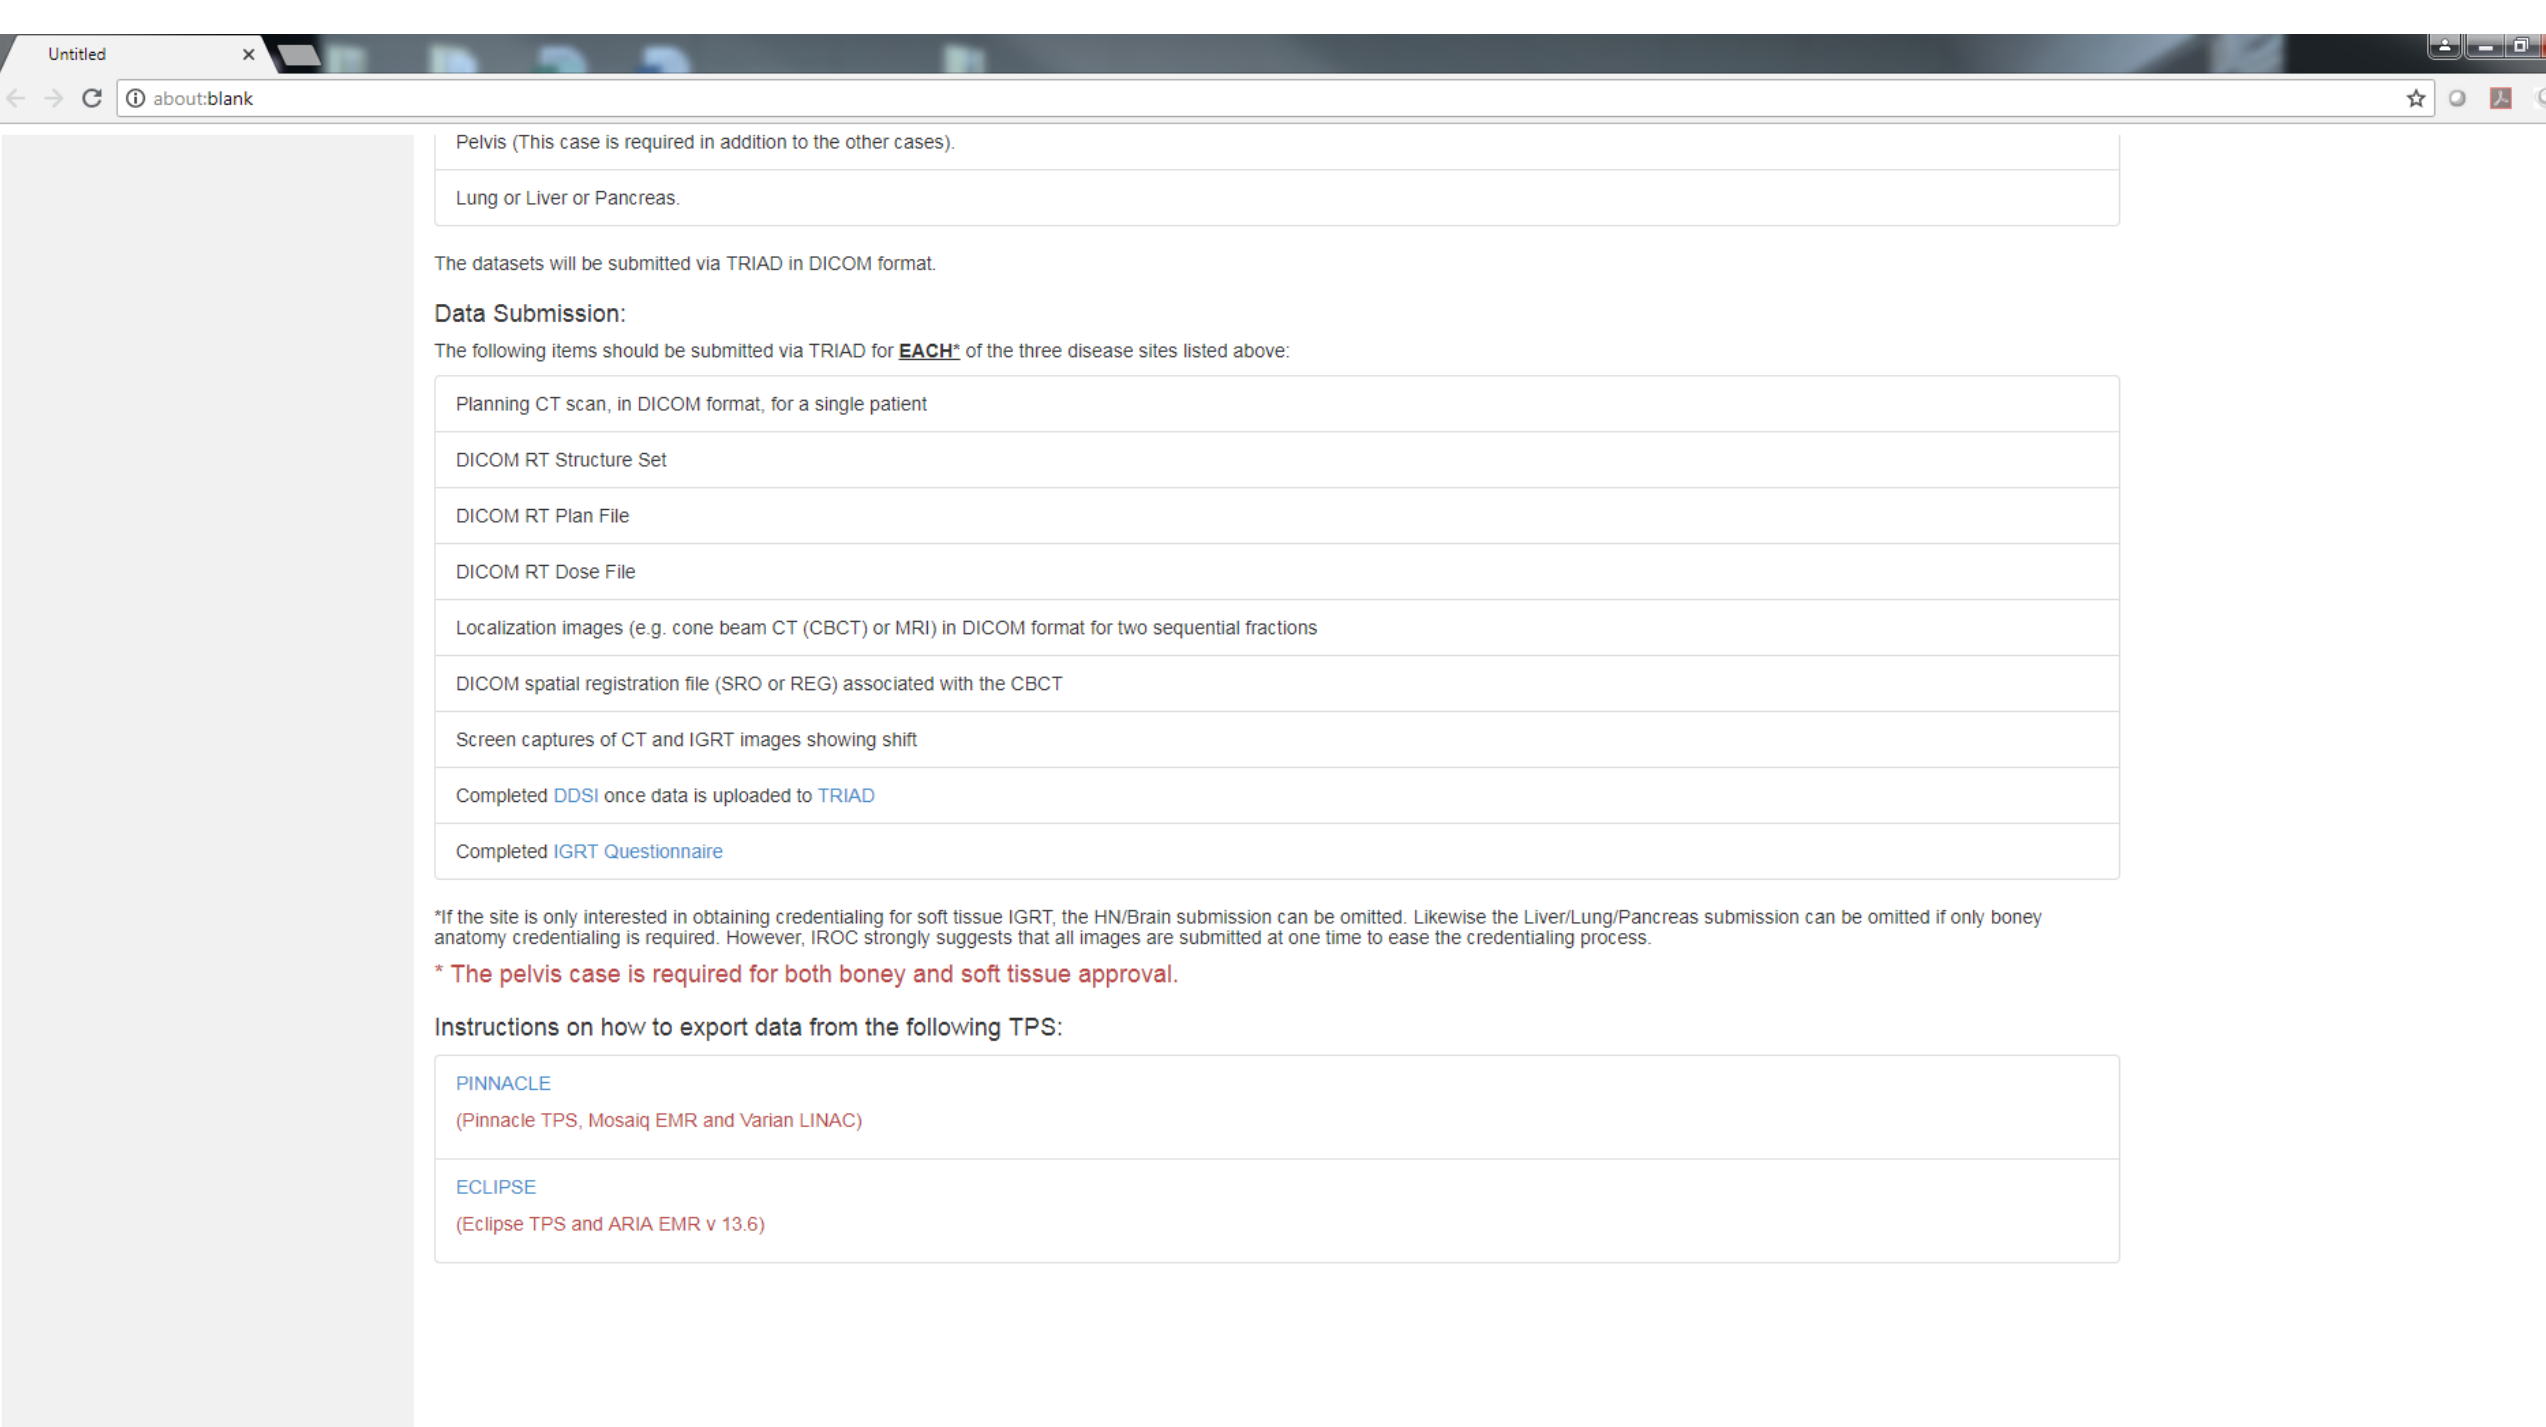 Untitled
about:blank
Pelvis (This case is required in addition to the other cases).
Lung or Liver or Pancreas.
The datasets will be submitted via TRIAD in DICOM format.
Data Submission:
The following items should be submitted via TRIAD for EACH* of the three disease sites listed above:
Planning CT scan, in DICOM format, for a single patient
DICOM RT Structure Set
DICOM RT Plan File
DICOM RT Dose File
Localization images (e.g. cone beam CT (CBCT) or MRI) in DICOM format for two sequential fractions
DICOM spatial registration file (SRO or REG) associated with the CBCT
Screen captures of CT and IGRT images showing shift
Completed DDSI once data is uploaded to TRIAD
Completed IGRT Questionnaire
*If the site is only interested in obtaining credentialing for soft tissue IGRT, the HN/Brain submission can be omitted. Likewise the Liver/Lung/Pancreas submission can be omitted if only boney
anatomy credentialing is required. However, IROC strongly suggests that all images are submitted at one time to ease the credentialing process.
* The pelvis case is required for both boney and soft tissue approval.
Instructions on how to export data from the following TPS:
PINNACLE
(Pinnacle TPS, Mosaiq EMR and Varian LINAC)
ECLIPSE
(Eclipse TPS and ARIA EMR v 13.6)